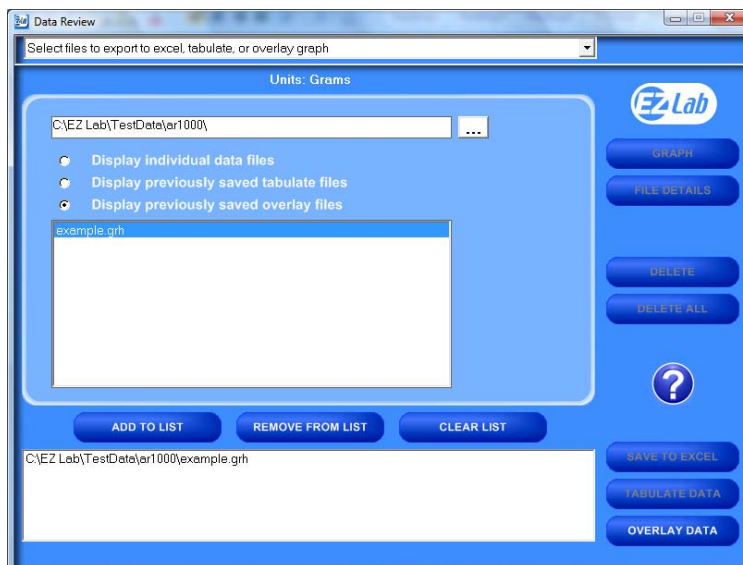 Data Review
Select files to export to excel, tabulate, or overlay graph
Units: Grams
C:\EZ Lab\TestData\ar1000\
...
Display individual data files
Display previously saved tabulate files
Display previously saved overlay files
example.grh
ADD TO LIST
REMOVE FROM LIST
CLEAR LIST
C:\EZ Lab\TestData\ar1000\example.grh
EZ Lab
GRAPH
FILE DETAILS
DELETE
DELETE ALL
?
SAVE TO EXCEL
TABULATE DATA
OVERLAY DATA